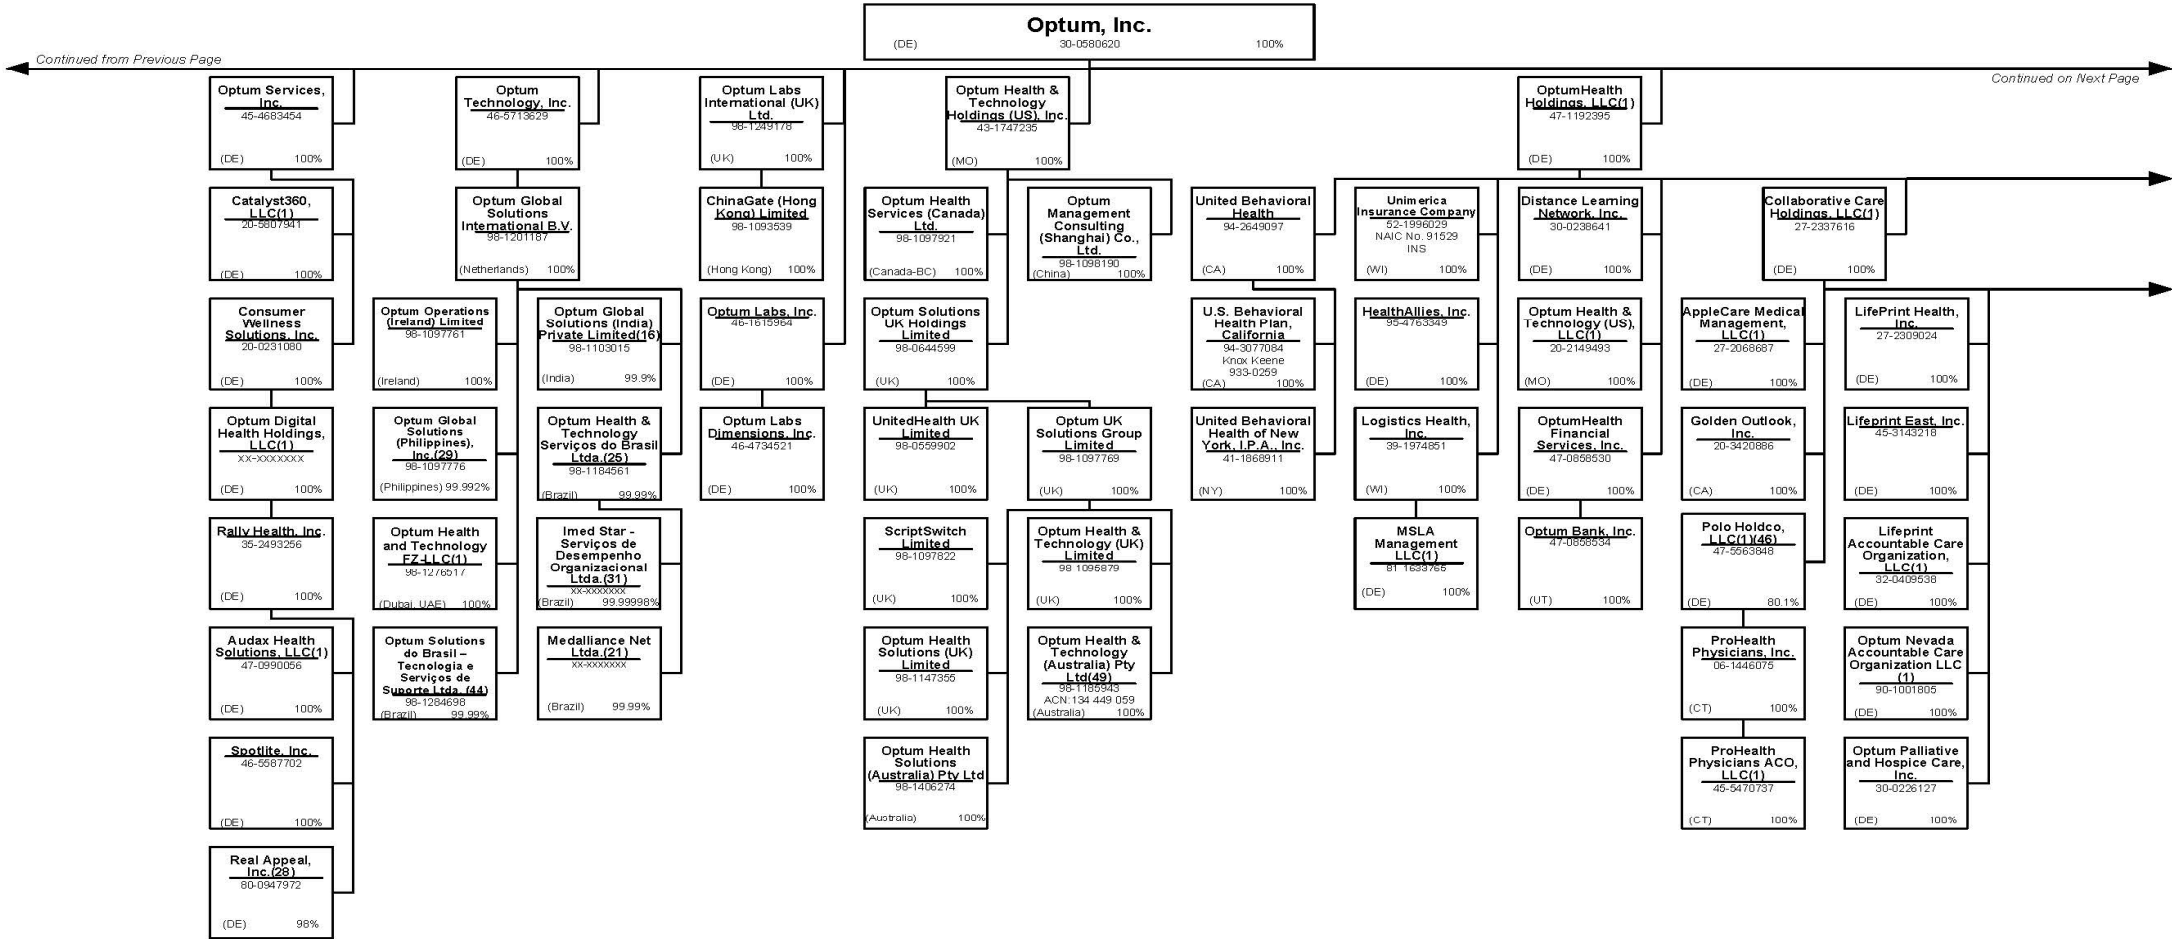 Optum, Inc.
(DE) 30-0580620 100%
Continued from Previous Page
Continued on Next Page
Optum Services,
Inc.
45-4683454
(DE) 100%
Optum
Technology, Inc.
46-5713629
(DE) 100%
Optum Labs
International (UK)
Ltd.
98-1249178
(UK) 100%
Optum Health &
Technology
Holdings (US), Inc.
43-1747235
(MO) 100%
OptumHealth
Holdings, LLC(1)
47-1192395
(DE) 100%
Catalyst360,
LLC(1)
20-5807941
(DE) 100%
Optum Global
Solutions
International B.V.
98-1201187
(Netherlands) 100%
ChinaGate (Hong
Kong) Limited
98-1093539
(Hong Kong) 100%
Optum Health
Services (Canada)
Ltd.
98-1097921
(Canada-BC) 100%
Optum
Management
Consulting
(Shanghai) Co.,
Ltd.
98-1098190
(China) 100%
United Behavioral
Health
94-2649097
(CA) 100%
Unimerica
Insurance Company
52-1996029
NAIC No. 91529
INS
(WI) 100%
Distance Learning
Network, Inc.
30-0238641
(DE) 100%
Collaborative Care
Holdings, LLC(1)
27-2337616
(DE) 100%
Consumer
Wellness
Solutions, Inc.
20-0231080
(DE) 100%
Optum Operations
(Ireland) Limited
98-1097761
(Ireland) 100%
Optum Global
Solutions (India)
Private Limited(16)
98-1103015
(India) 99.9%
Optum Labs, Inc.
46-1615964
(DE) 100%
Optum Solutions
UK Holdings
Limited
98-0644599
(UK) 100%
U.S. Behavioral
Health Plan,
California
94-3077084
Knox Keene
933-0259
(CA) 100%
HealthAllies, Inc.
95-4763349
(DE) 100%
Optum Health &
Technology (US),
LLC(1)
20-2149493
(MO) 100%
AppleCare Medical
Management,
LLC(1)
27-2068687
(DE) 100%
LifePrint Health,
Inc.
27-2309024
(DE) 100%
Optum Digital
Health Holdings,
LLC(1)
xx-xxxxxxx
(DE) 100%
Optum Global
Solutions
(Philippines),
Inc.(29)
98-1097776
(Philippines) 99.992%
Optum Health &
Technology
Serviços do Brasil
Ltda.(25)
98-1184561
(Brazil) 99.99%
Optum Labs
Dimensions, Inc.
46-4734521
(DE) 100%
UnitedHealth UK
Limited
98-0559902
(UK) 100%
Optum UK
Solutions Group
Limited
98-1097769
(UK) 100%
United Behavioral
Health of New
York, I.P.A., Inc.
41-1868911
(NY) 100%
Logistics Health,
Inc.
39-1974851
(WI) 100%
OptumHealth
Financial
Services, Inc.
47-0858530
(DE) 100%
Golden Outlook,
Inc.
20-3420886
(CA) 100%
Lifeprint East, Inc.
45-3143218
(DE) 100%
Rally Health, Inc.
35-2493256
(DE) 100%
Optum Health
and Technology
FZ-LLC(1)
98-1276517
(Dubai, UAE) 100%
Imed Star -
Serviços de
Desempenho
Organizacional
Ltda.(31)
xx-xxxxxxx
(Brazil) 99.99998%
ScriptSwitch
Limited
98-1097822
(UK) 100%
Optum Health &
Technology (UK)
Limited
98 1095879
(UK) 100%
MSLA
Management
LLC(1)
81 1633765
(DE) 100%
Optum Bank, Inc.
47-0858534
(UT) 100%
Polo Holdco,
LLC(1)(46)
47-5563848
(DE) 80.1%
Lifeprint
Accountable Care
Organization,
LLC(1)
32-0409538
(DE) 100%
Audax Health
Solutions, LLC(1)
47-0990056
(DE) 100%
Optum Solutions
do Brasil –
Tecnologia e
Serviços de
Suporte Ltda. (44)
98-1284698
(Brazil) 99.99%
Medalliance Net
Ltda.(21)
xx-xxxxxxx
(Brazil) 99.99%
Optum Health
Solutions (UK)
Limited
98-1147355
(UK) 100%
Optum Health &
Technology
(Australia) Pty
Ltd(49)
98-1185943
ACN:134 449 059
(Australia) 100%
ProHealth
Physicians, Inc.
06-1446075
(CT) 100%
Optum Nevada
Accountable Care
Organization LLC
(1)
90-1001805
(DE) 100%
Spotlite, Inc.
46-5587702
(DE) 100%
Optum Health
Solutions
(Australia) Pty Ltd
98-1406274
(Australia) 100%
ProHealth
Physicians ACO,
LLC(1)
45-5470737
(CT) 100%
Optum Palliative
and Hospice Care,
Inc.
30-0226127
(DE) 100%
Real Appeal,
Inc.(28)
80-0947972
(DE) 98%